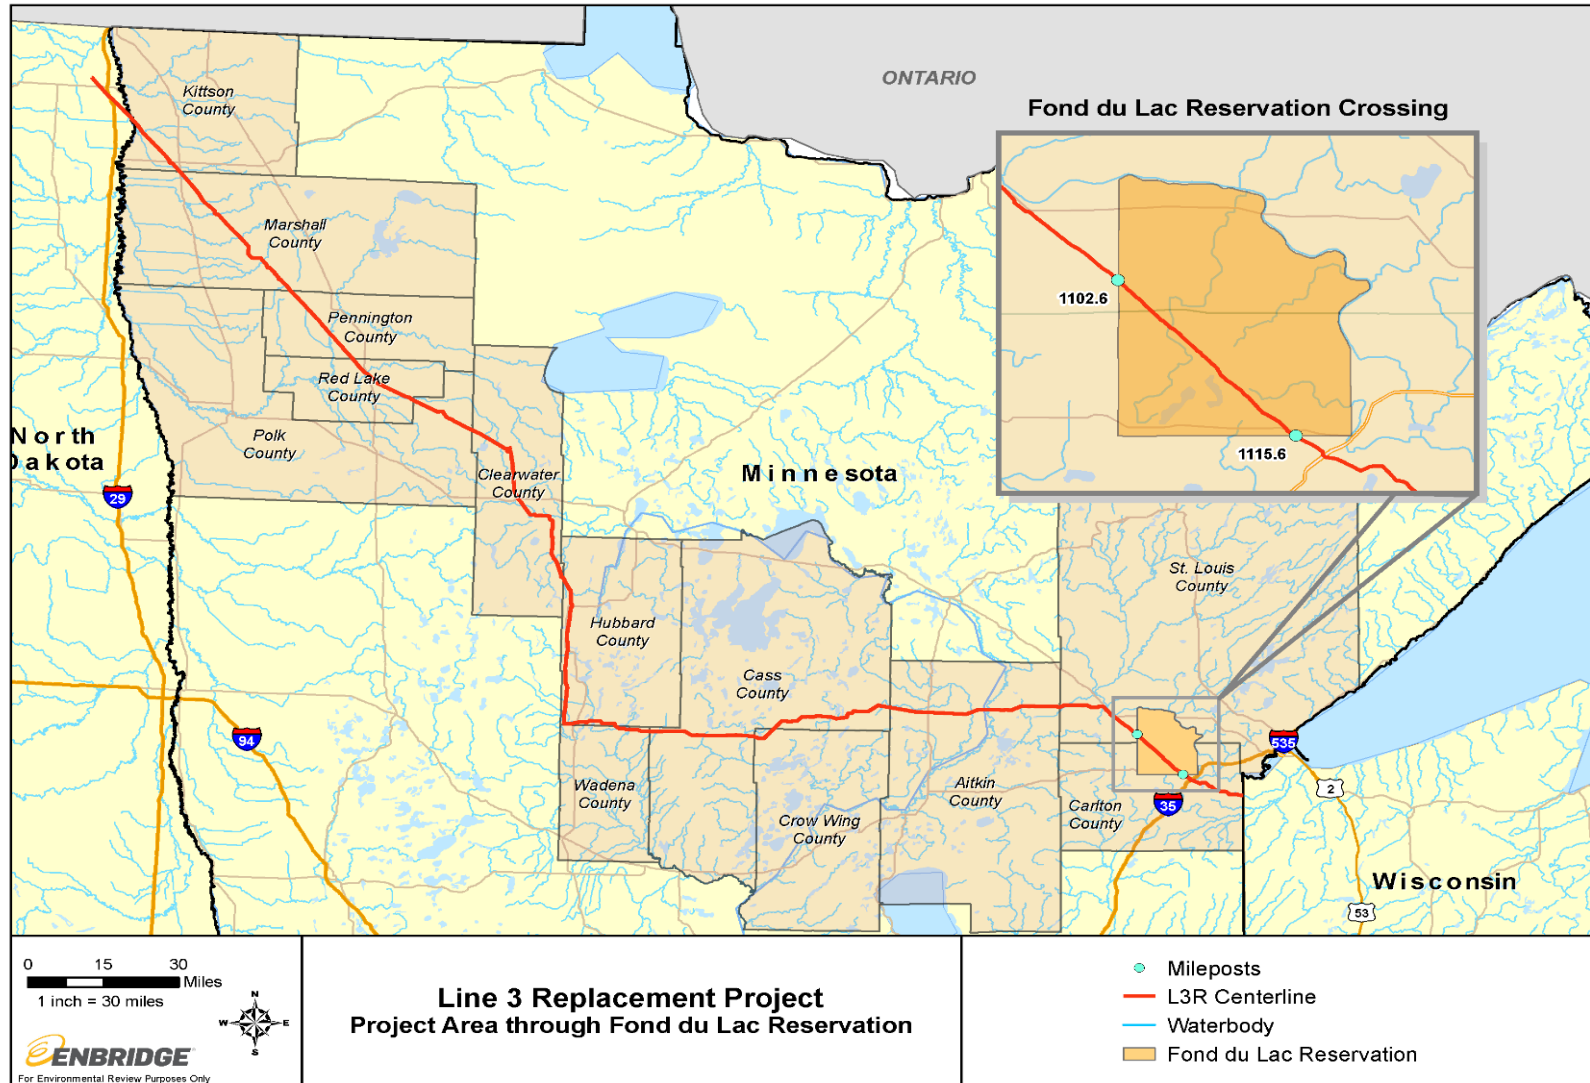 ONTARIO
Fond du Lac Reservation Crossing
1102.6
1115.6
Kittson
County
Marshall
County
Pennington
County
Red Lake
County
Polk
County
Clearwater
County
North
Dakota
29
Minnesota
St. Louis
County
Hubbard
County
Cass
County
94
Wadena
County
Crow Wing
County
Aitkin
County
Carlton
County
35
535
2
53
Wisconsin
0 15 30
Miles
1 inch = 30 miles
N
W E
S
ENBRIDGE
For Environmental Review Purposes Only
Line 3 Replacement Project
Project Area through Fond du Lac Reservation
Mileposts
L3R Centerline
Waterbody
Fond du Lac Reservation